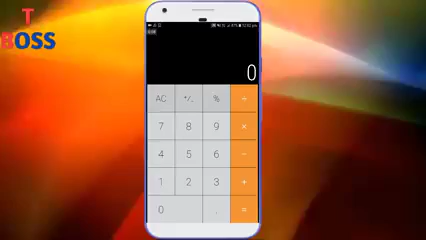 T
BOSS
0
AC % ÷
7 8 9 ×
4 5 6 -
1 2 3 +
0 . =